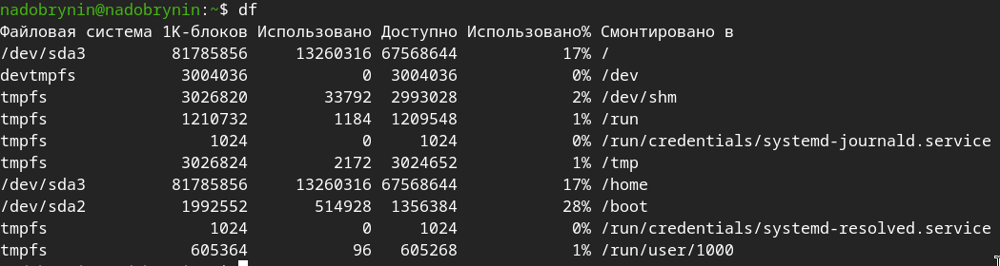 nadobrynin@nadobrynin:~$ df
Файловая система 1K-блоков Использовано Доступно Использовано% Смонтировано в
/dev/sda3 81785856 13260316 67568644 17% /
devtmpfs 3004036 0 3004036 0% /dev
tmpfs 3026820 33792 2993028 2% /dev/shm
tmpfs 1210732 1184 1209548 1% /run
tmpfs 1024 0 1024 0% /run/credentials/systemd-journald.service
tmpfs 3026824 2172 3024652 1% /tmp
/dev/sda3 81785856 13260316 67568644 17% /home
/dev/sda2 1992552 514928 1356384 28% /boot
tmpfs 1024 0 1024 0% /run/credentials/systemd-resolved.service
tmpfs 605364 96 605268 1% /run/user/1000